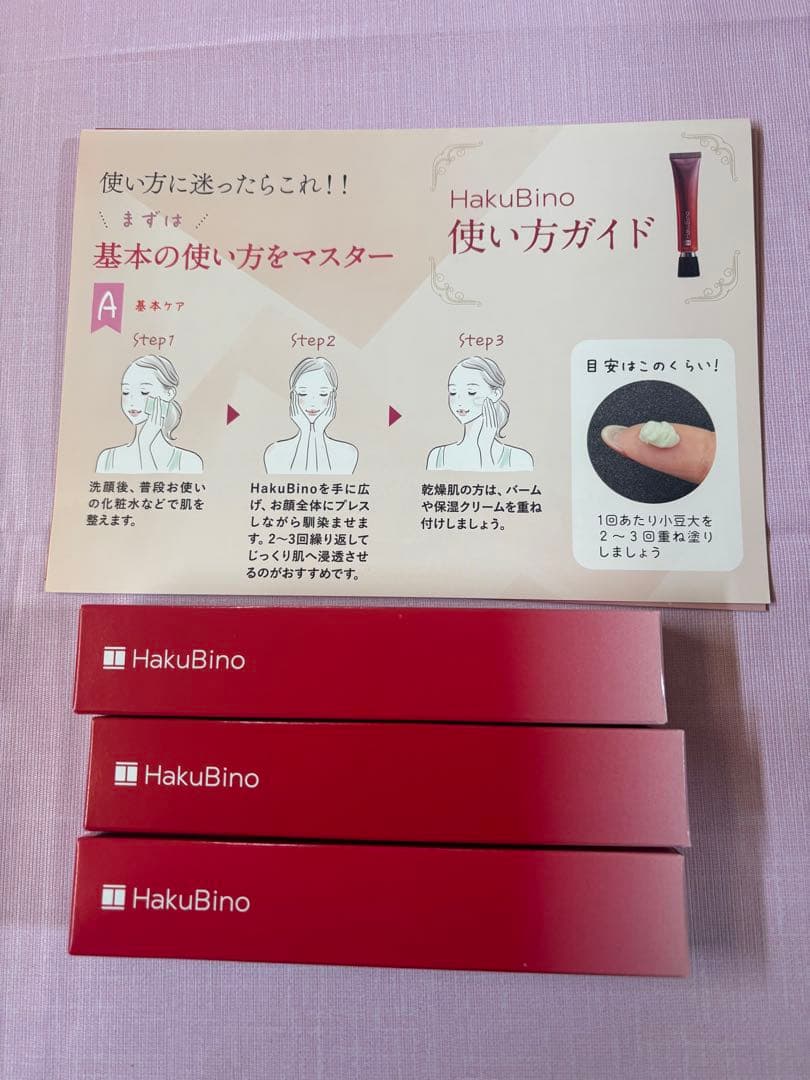 使い方に迷ったらこれ！！
まずは
基本の使い方をマスター
HakuBino
使い方ガイド
A 基本ケア
Step1
洗顔後、普段お使い
の化粧水などで肌を
整えます。
Step2
HakuBinoを手に広
げ、お顔全体にプレス
しながら馴染ませま
す。2〜3回繰り返して
じっくり肌へ浸透させ
るのがおすすめです。
Step3
乾燥肌の方は、バーム
や保湿クリームを重ね
付けしましょう。
目安はこのくらい！
1回あたり小豆大を
2〜3回重ね塗り
しましょう
HakuBino
HakuBino
HakuBino